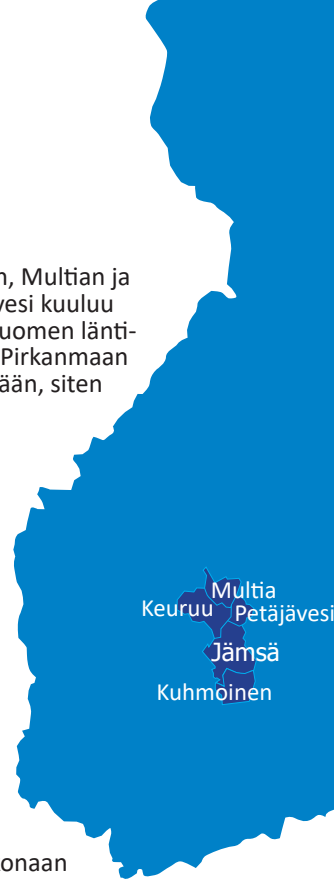 n, Multian ja
vesi kuuluu
uomen länti-
Pirkanmaan
ään, siten
Multia
Keuruu
Petäjävesi
Jämsä
Kuhmoinen
onaan